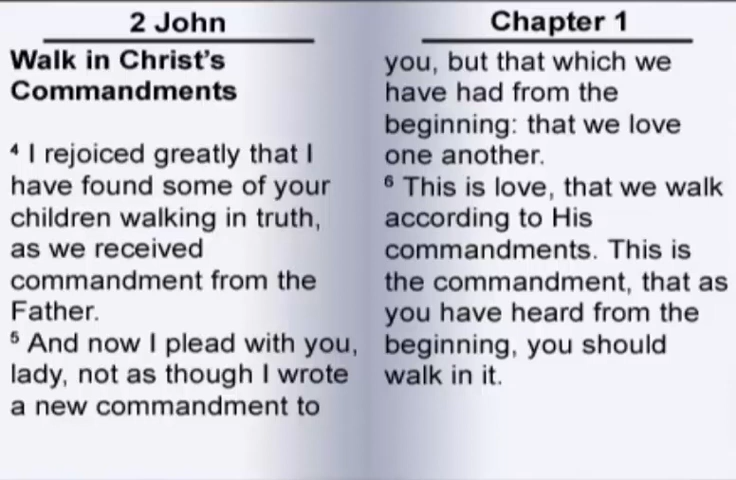 2 John
Walk in Christ's
Commandments
⁴ I rejoiced greatly that I
have found some of your
children walking in truth,
as we received
commandment from the
Father.
⁵ And now I plead with you,
lady, not as though I wrote
a new commandment to
Chapter 1
you, but that which we
have had from the
beginning: that we love
one another.
⁶ This is love, that we walk
according to His
commandments. This is
the commandment, that as
you have heard from the
beginning, you should
walk in it.